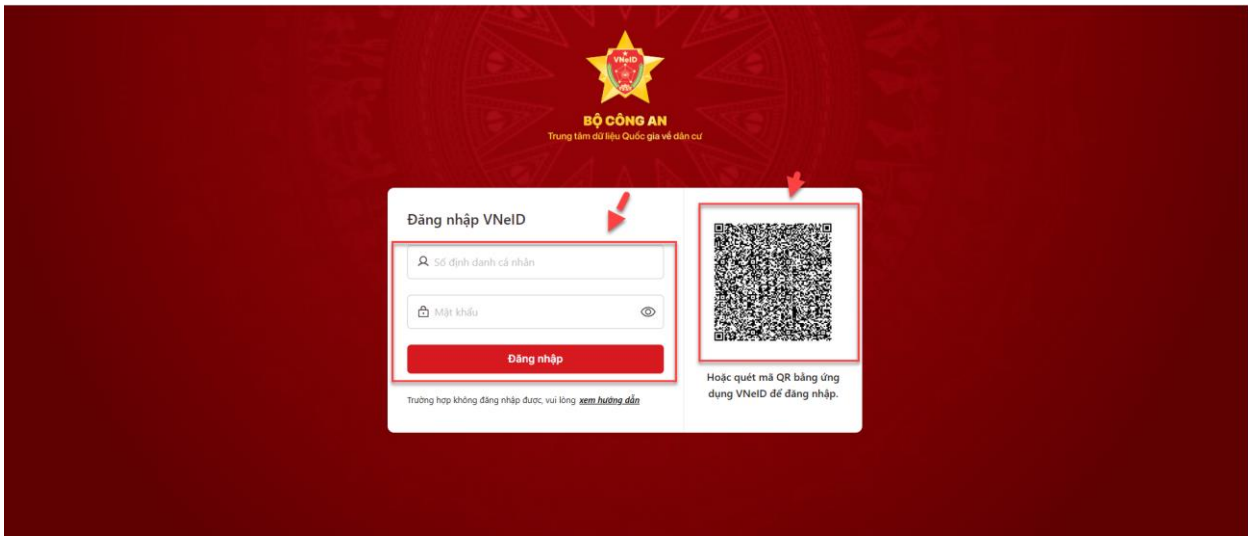 VNeID
BỘ CÔNG AN
Trung tâm dữ liệu Quốc gia về dân cư
Đăng nhập VNeID
Số định danh cá nhân
Mật khẩu
Đăng nhập
Trường hợp không đăng nhập được, vui lòng xem hướng dẫn
Hoặc quét mã QR bằng ứng
dụng VNeID để đăng nhập.